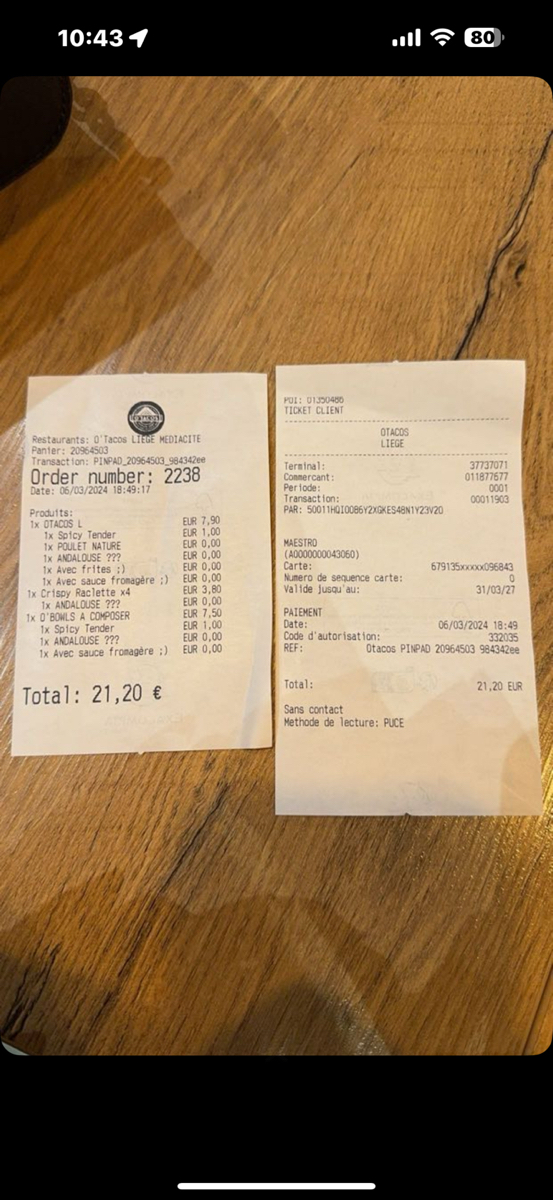 10:43
80
O'TACOS
Restaurants: O'Tacos LIEGE MEDIACITE
Panier: 20964503
Transaction: PINPAD_20964503_984342ee
Order number: 2238
Date: 06/03/2024 18:49:17
Produits:
1x OTACOS L EUR 7,90
1x Spicy Tender EUR 1,00
1x POULET NATURE EUR 0,00
1x ANDALOUSE ??? EUR 0,00
1x Avec frites ;) EUR 0,00
1x Avec sauce fromagère ;) EUR 0,00
1x Crispy Raclette x4 EUR 3,80
1x ANDALOUSE ??? EUR 0,00
1x O'BOWLS A COMPOSER EUR 7,50
1x Spicy Tender EUR 1,00
1x ANDALOUSE ??? EUR 0,00
1x Avec sauce fromagère ;) EUR 0,00
Total: 21,20 €
POI: 01350486
TICKET CLIENT
OTACOS
LIEGE
Terminal: 37737071
Commercant: 011877677
Periode: 0001
Transaction: 00011903
PAR: 50011HQI0086Y2XGKES48N1Y23V20
MAESTRO
(A0000000043060)
Carte: 679135xxxxx096843
Numero de sequence carte: 0
Valide jusqu'au: 31/03/27
PAIEMENT
Date: 06/03/2024 18:49
Code d'autorisation: 332035
REF: Otacos PINPAD 20964503 984342ee
Total: 21,20 EUR
Sans contact
Methode de lecture: PUCE